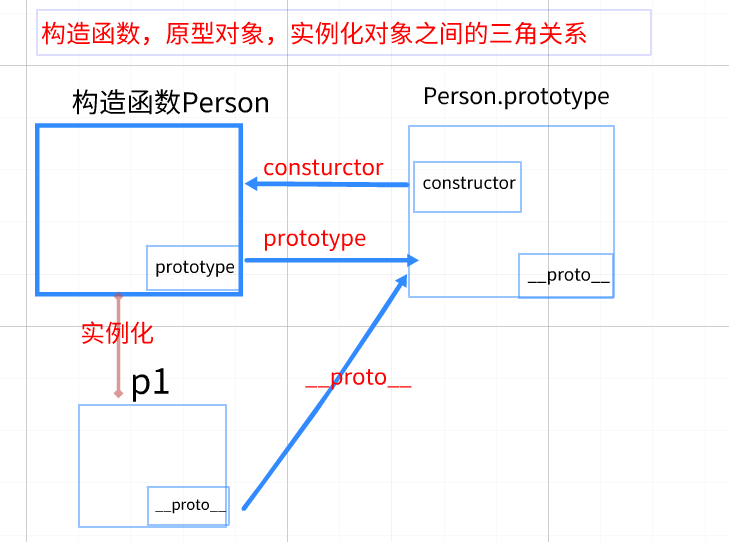 构造函数，原型对象，实例化对象之间的三角关系
构造函数Person
Person.prototype
consturctor
constructor
prototype
prototype
__proto__
实例化
p1
__proto__
__proto__